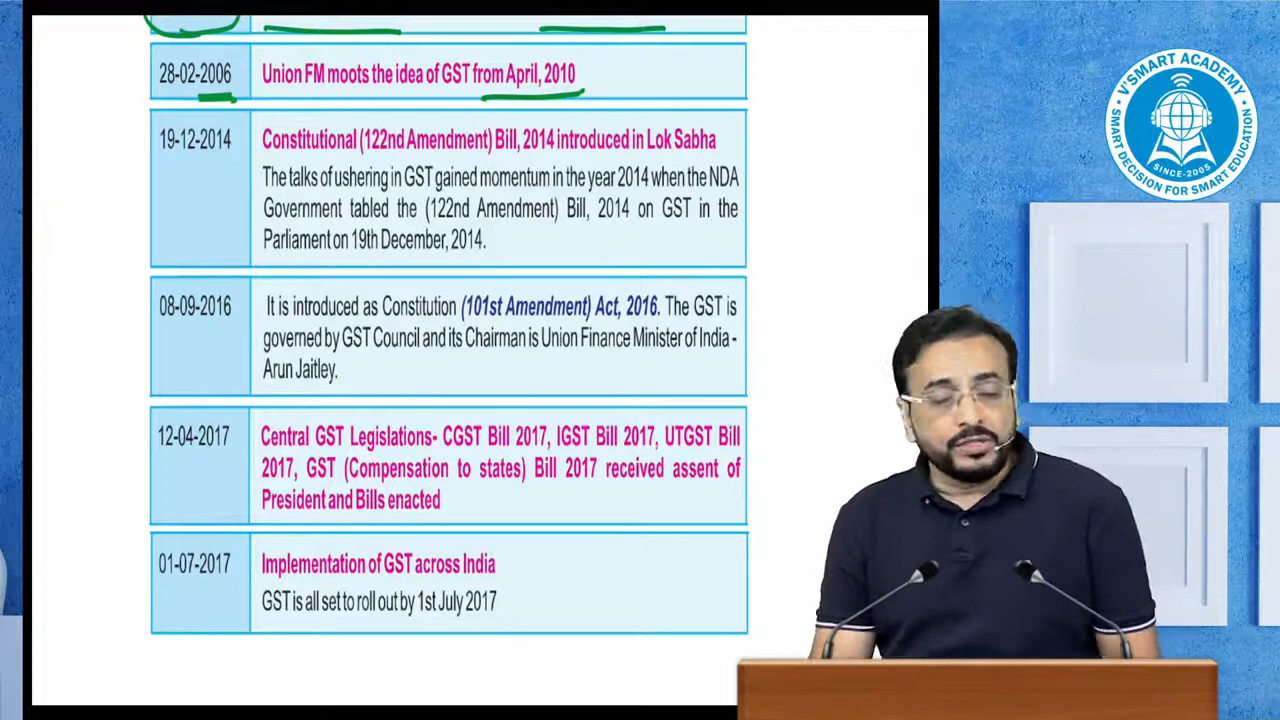 28-02-2006
Union FM moots the idea of GST from April, 2010
19-12-2014
Constitutional (122nd Amendment) Bill, 2014 introduced in Lok Sabha
The talks of ushering in GST gained momentum in the year 2014 when the NDA
Government tabled the (122nd Amendment) Bill, 2014 on GST in the
Parliament on 19th December, 2014.
08-09-2016
It is introduced as Constitution (101st Amendment) Act, 2016. The GST is
governed by GST Council and its Chairman is Union Finance Minister of India -
Arun Jaitley.
12-04-2017
Central GST Legislations- CGST Bill 2017, IGST Bill 2017, UTGST Bill
2017, GST (Compensation to states) Bill 2017 received assent of
President and Bills enacted
01-07-2017
Implementation of GST across India
GST is all set to roll out by 1st July 2017
V'SMART ACADEMY
SINCE-2005
SMART DECISION FOR SMART EDUCATION